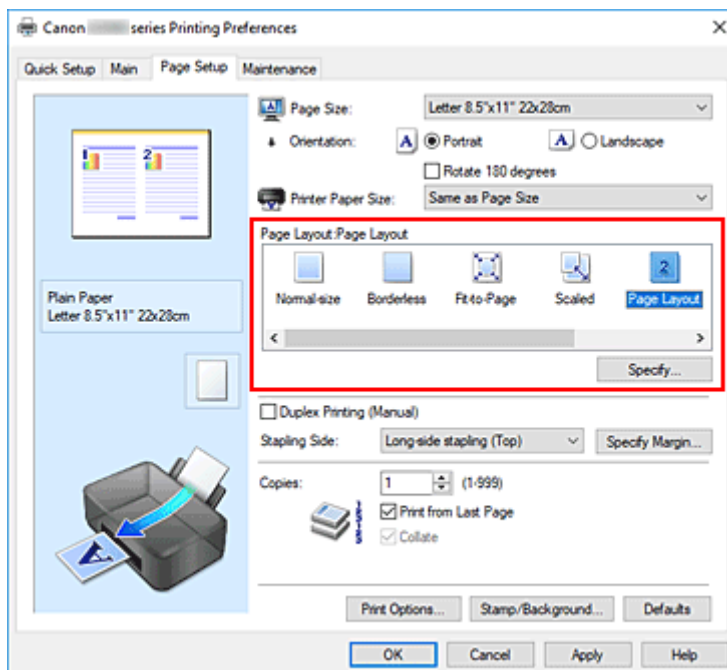 Canon series Printing Preferences
Quick Setup Main Page Setup Maintenance
1 2
Plain Paper
Letter 8.5"x11" 22x28cm
A
Page Size: Letter 8.5"x11" 22x28cm
Orientation: A Portrait A Landscape
Rotate 180 degrees
Printer Paper Size: Same as Page Size
Page Layout:Page Layout
2
Normal-size Borderless Fit-to-Page Scaled Page Layout
Specify...
Duplex Printing (Manual)
Stapling Side: Long-side stapling (Top) Specify Margin...
Copies: 1 (1-999)
Print from Last Page
Collate
Print Options... Stamp/Background... Defaults
OK Cancel Apply Help